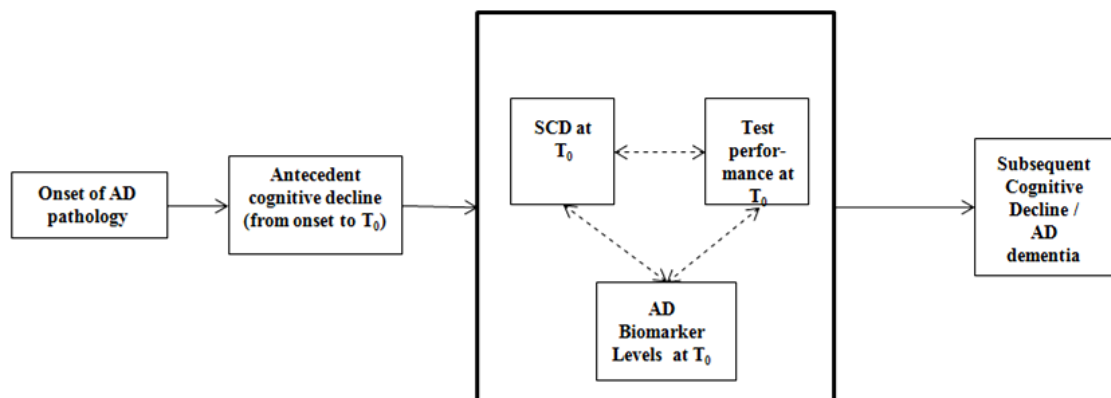 Onset of AD
pathology
Antecedent
cognitive decline
(from onset to T₀)
SCD at
T₀
Test
perfor-
mance at
T₀
AD
Biomarker
Levels at T₀
Subsequent
Cognitive
Decline /
AD
dementia